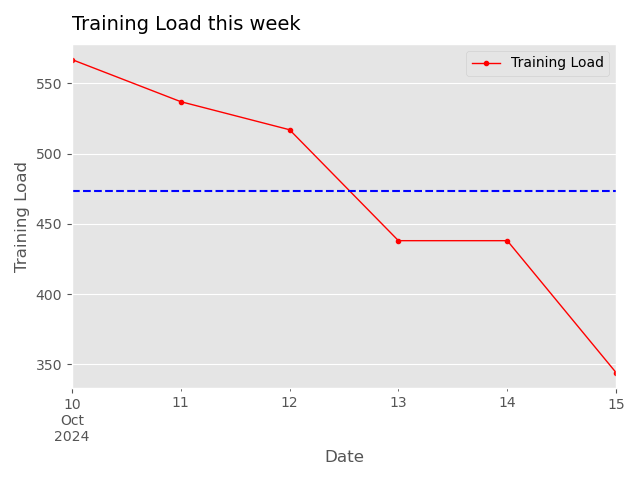 Training Load this week
Training Load
550
500
450
400
350
Training Load
10 11 12 13 14 15
Oct
2024
Date